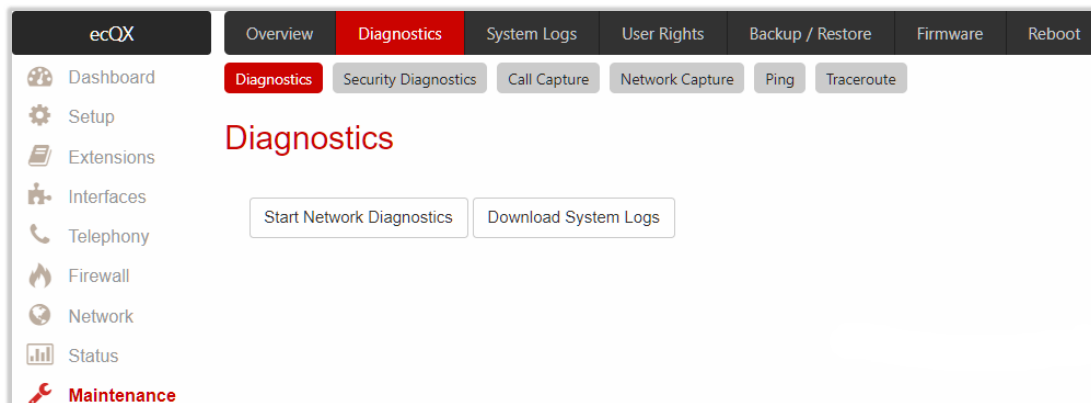 ecQX
Overview Diagnostics System Logs User Rights Backup / Restore Firmware Reboot
Dashboard
Setup
Extensions
Interfaces
Telephony
Firewall
Network
Status
Maintenance
Diagnostics Security Diagnostics Call Capture Network Capture Ping Traceroute
Diagnostics
Start Network Diagnostics Download System Logs